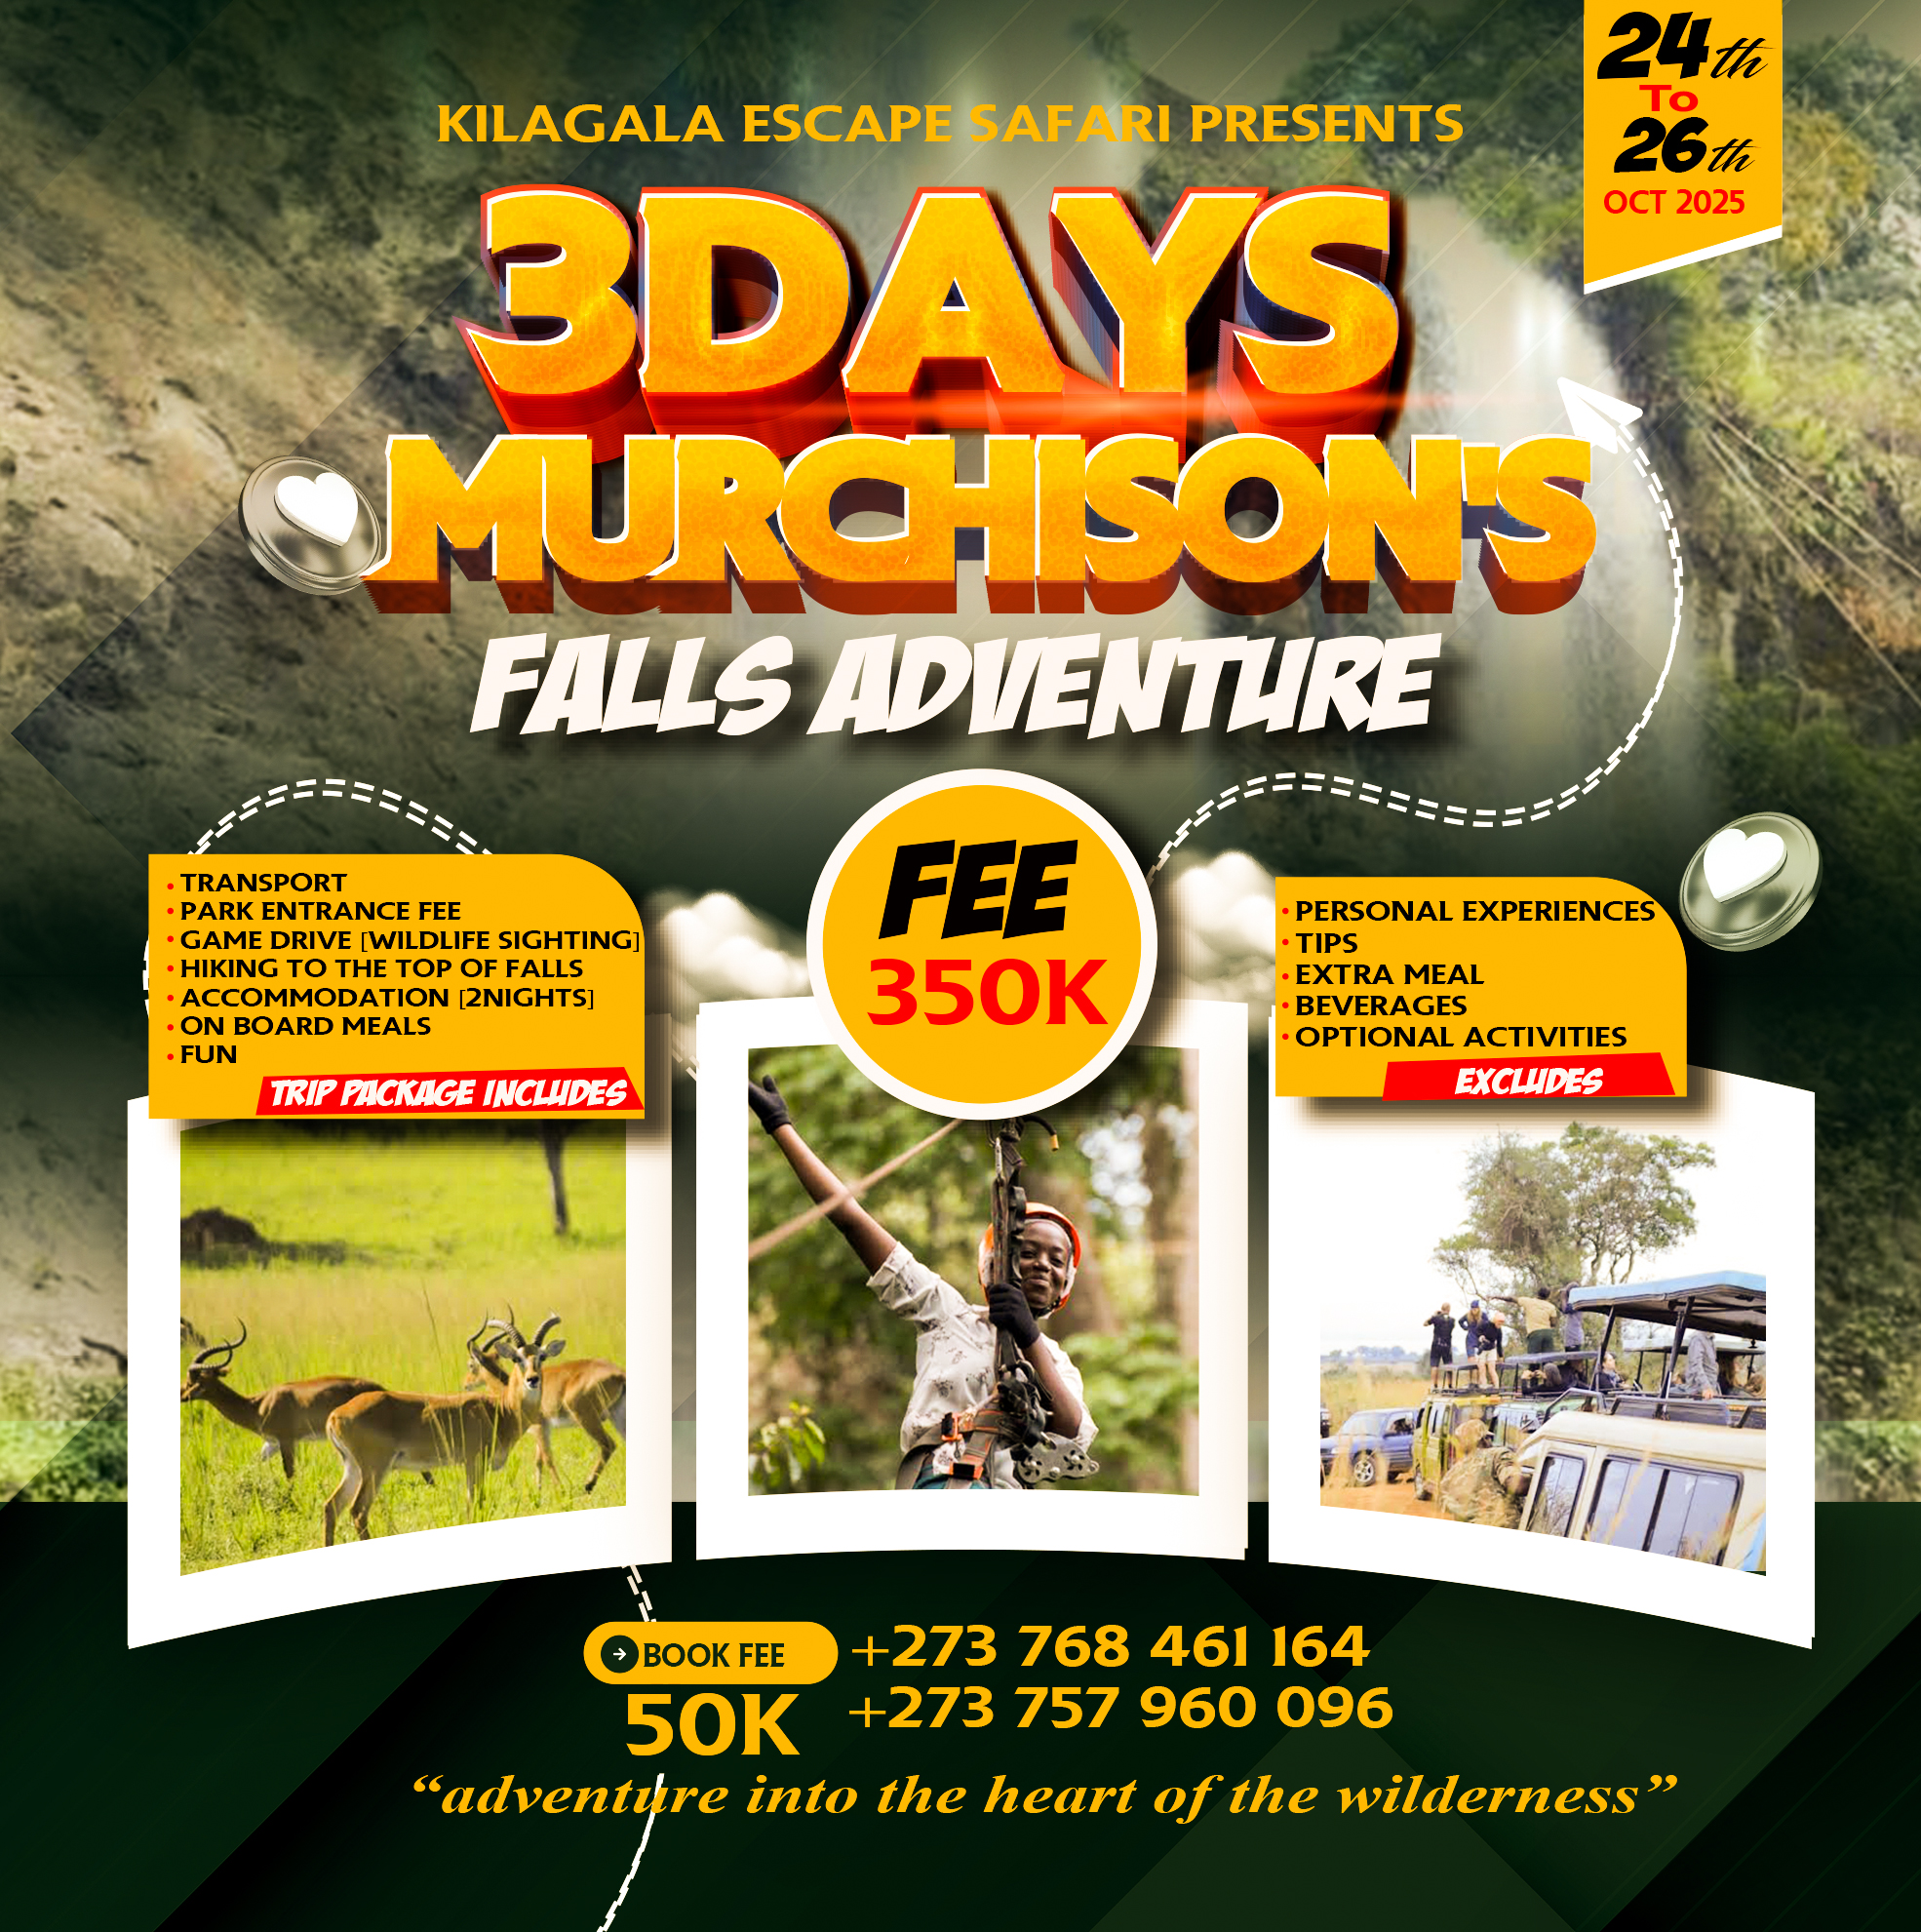 24th
To
26th
OCT 2025
KILAGALA ESCAPE SAFARI PRESENTS
3DAYS
MURCHISON'S
FALLS ADVENTURE
FEE
350K
• TRANSPORT
• PARK ENTRANCE FEE
• GAME DRIVE [WILDLIFE SIGHTING]
• HIKING TO THE TOP OF FALLS
• ACCOMMODATION [2NIGHTS]
• ON BOARD MEALS
• FUN
TRIP PACKAGE INCLUDES
• PERSONAL EXPERIENCES
• TIPS
• EXTRA MEAL
• BEVERAGES
• OPTIONAL ACTIVITIES
EXCLUDES
BOOK FEE
50K
+273 768 461 164
+273 757 960 096
“adventure into the heart of the wilderness”